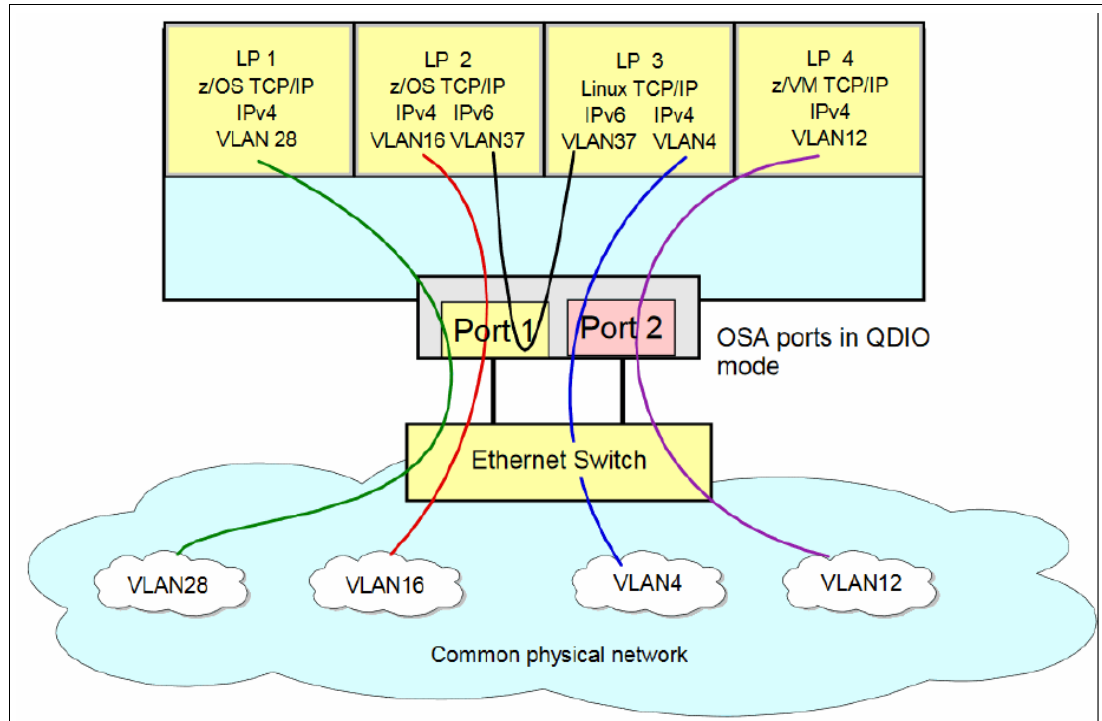 LP 1
z/OS TCP/IP
IPv4
VLAN 28
LP 2
z/OS TCP/IP
IPv4 IPv6
VLAN16 VLAN37
LP 3
Linux TCP/IP
IPv6 IPv4
VLAN37 VLAN4
LP 4
z/VM TCP/IP
IPv4
VLAN12
Port 1
Port 2
OSA ports in QDIO
mode
Ethernet Switch
VLAN28
VLAN16
VLAN4
VLAN12
Common physical network